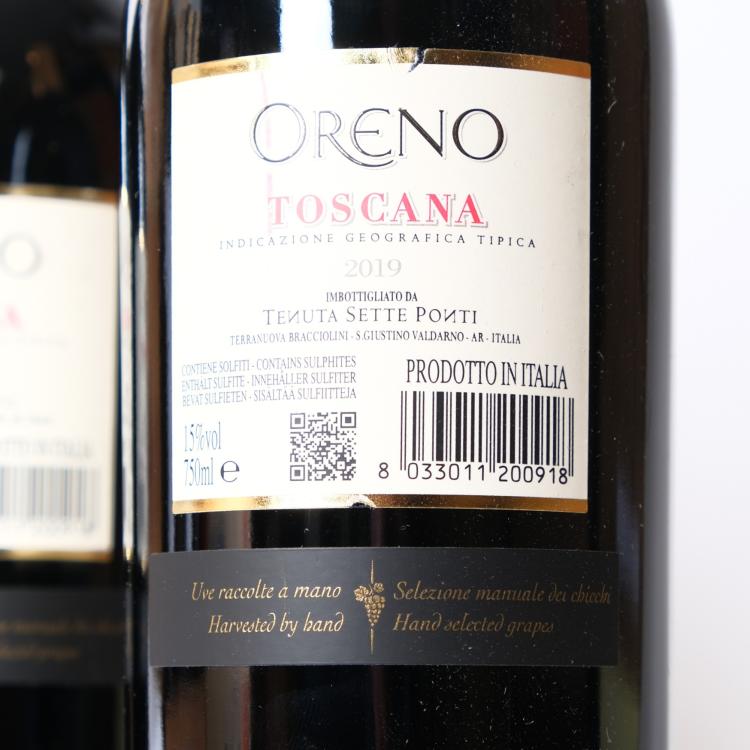 ORENO
TOSCANA
INDICAZIONE GEOGRAFICA TIPICA
2019
IMBOTTIGLIATO DA
TENUTA SETTE PONTI
TERRANUOVA BRACCIOLINI - S.GIUSTINO VALDARNO - AR - ITALIA
CONTIENE SOLFITI - CONTAINS SULPHITES
ENTHALT SULFITE - INNEHÅLLER SULFITER
BEVAT SULFIETEN - SISÄLTÄÄ SULFIITTEJA
PRODOTTO IN ITALIA
15%vol
750ml e
8 033011 200918
Uve raccolte a mano
Harvested by hand
Selezione manuale dei chicchi
Hand selected grapes